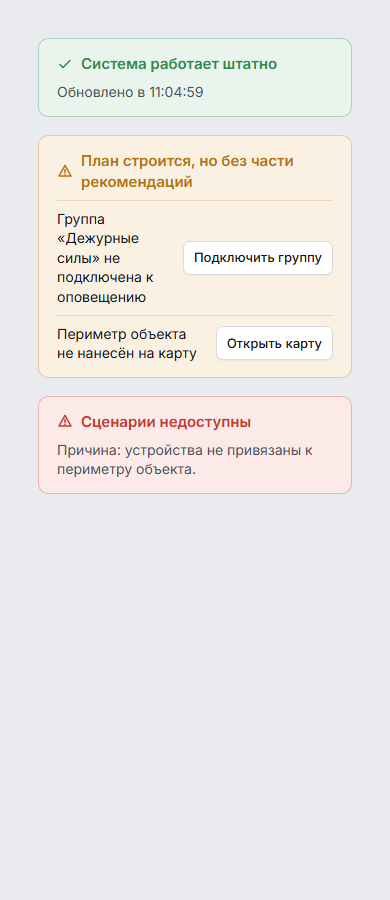 Система работает штатно
Обновлено в 11:04:59
План строится, но без части
рекомендаций
Группа
«Дежурные
силы» не
подключена к
оповещению
Подключить группу
Периметр объекта
не нанесён на карту
Открыть карту
Сценарии недоступны
Причина: устройства не привязаны к
периметру объекта.